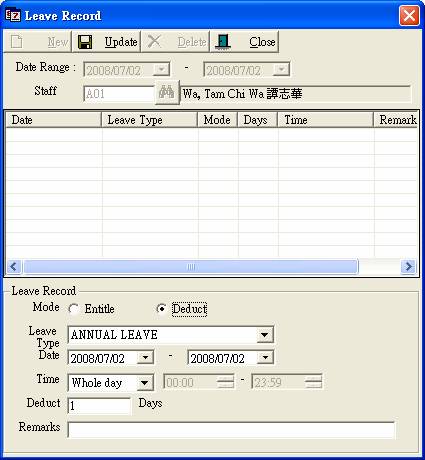 Leave Record
New Update Delete Close
Date Range : 2008/07/02 - 2008/07/02
Staff A01 Wa, Tam Chi Wa 譚志華
Date Leave Type Mode Days Time Remark
Leave Record
Mode Entitle Deduct
Leave Type ANNUAL LEAVE
Date 2008/07/02 - 2008/07/02
Time Whole day 00:00 - 23:59
Deduct 1 Days
Remarks